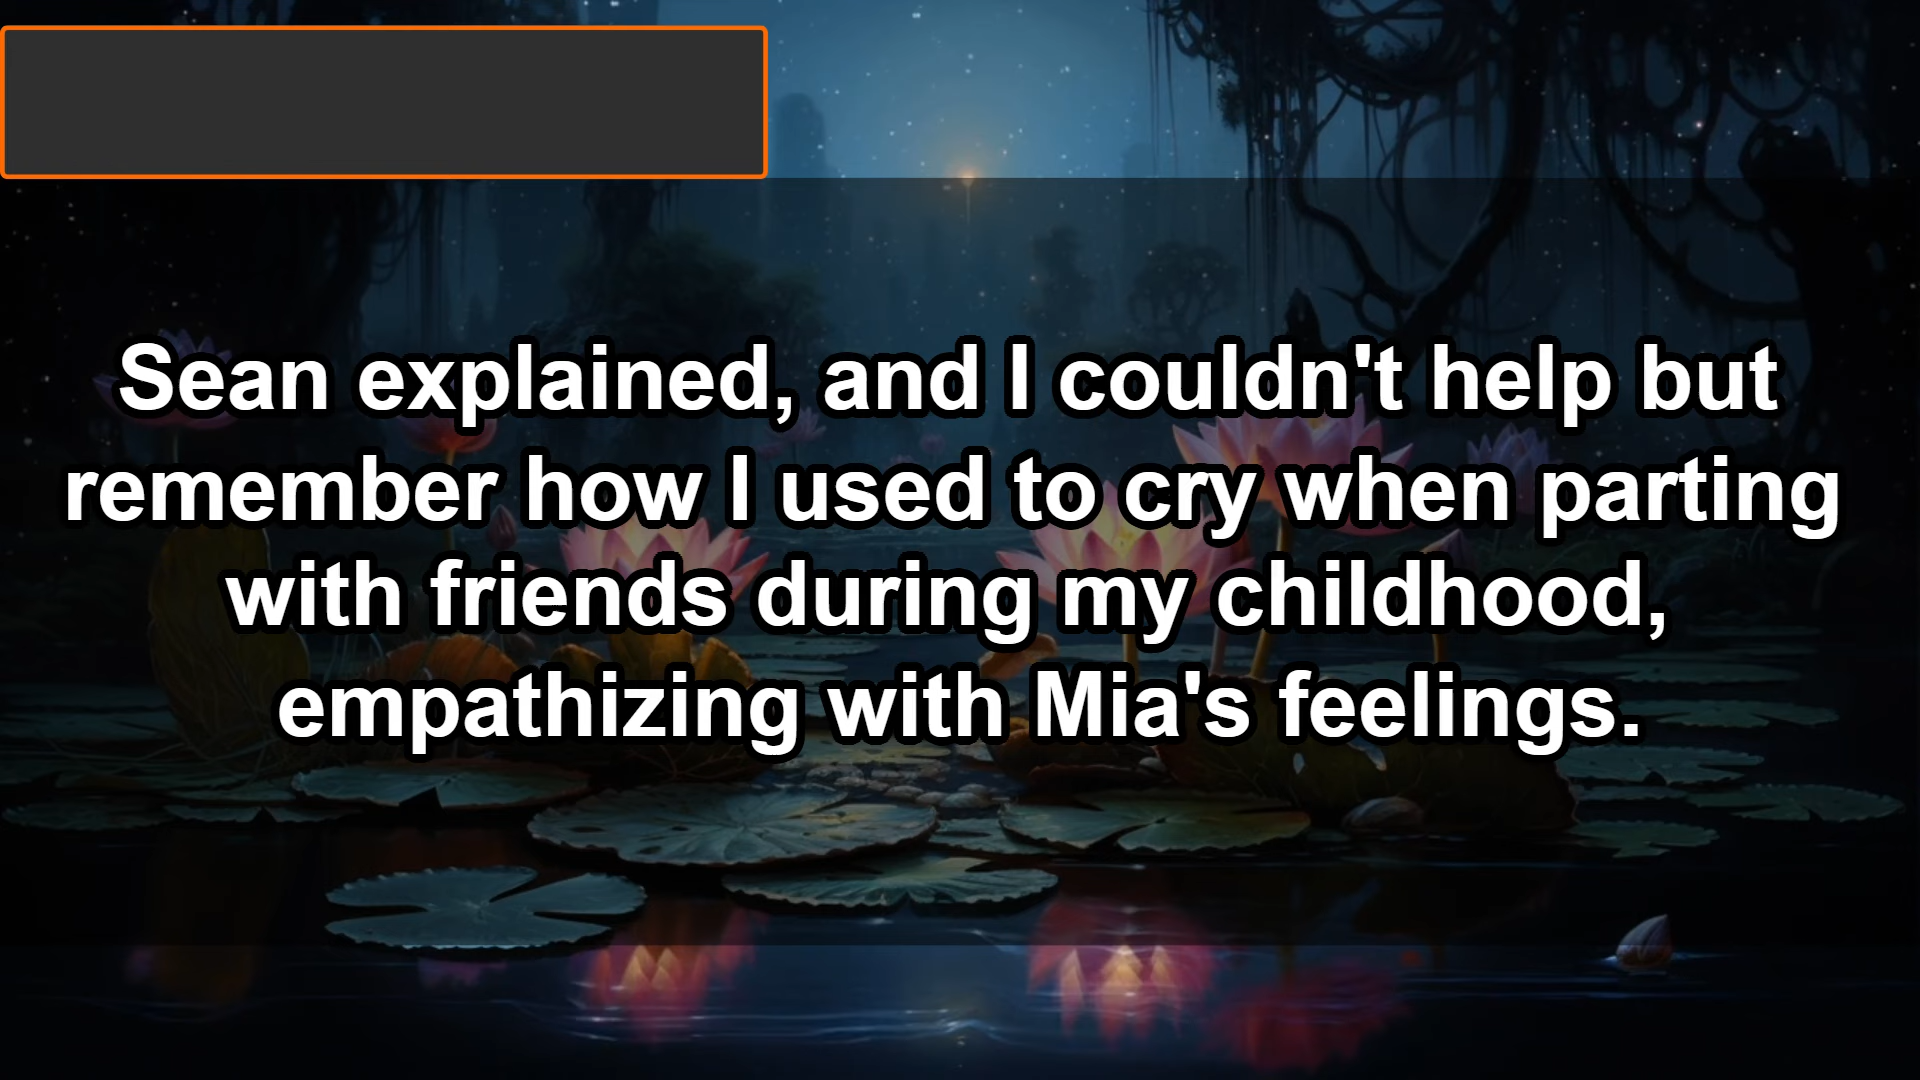 Sean explained, and I couldn't help but
remember how I used to cry when parting
with friends during my childhood,
empathizing with Mia's feelings.